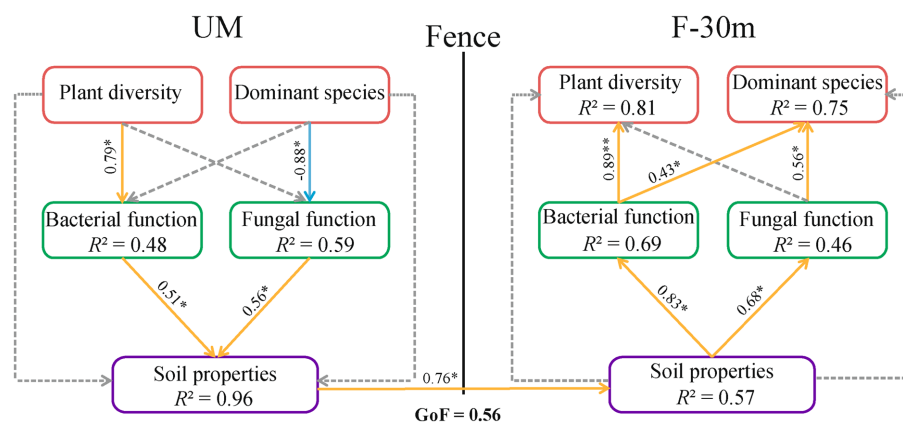 UM
Fence
F-30m
Plant diversity
Dominant species
Plant diversity
R² = 0.81
Dominant species
R² = 0.75
0.79*
-0.88*
0.89**
0.43*
0.56*
Bacterial function
R² = 0.48
Fungal function
R² = 0.59
Bacterial function
R² = 0.69
Fungal function
R² = 0.46
0.51*
0.56*
0.83*
0.68*
Soil properties
R² = 0.96
0.76*
Soil properties
R² = 0.57
GoF = 0.56